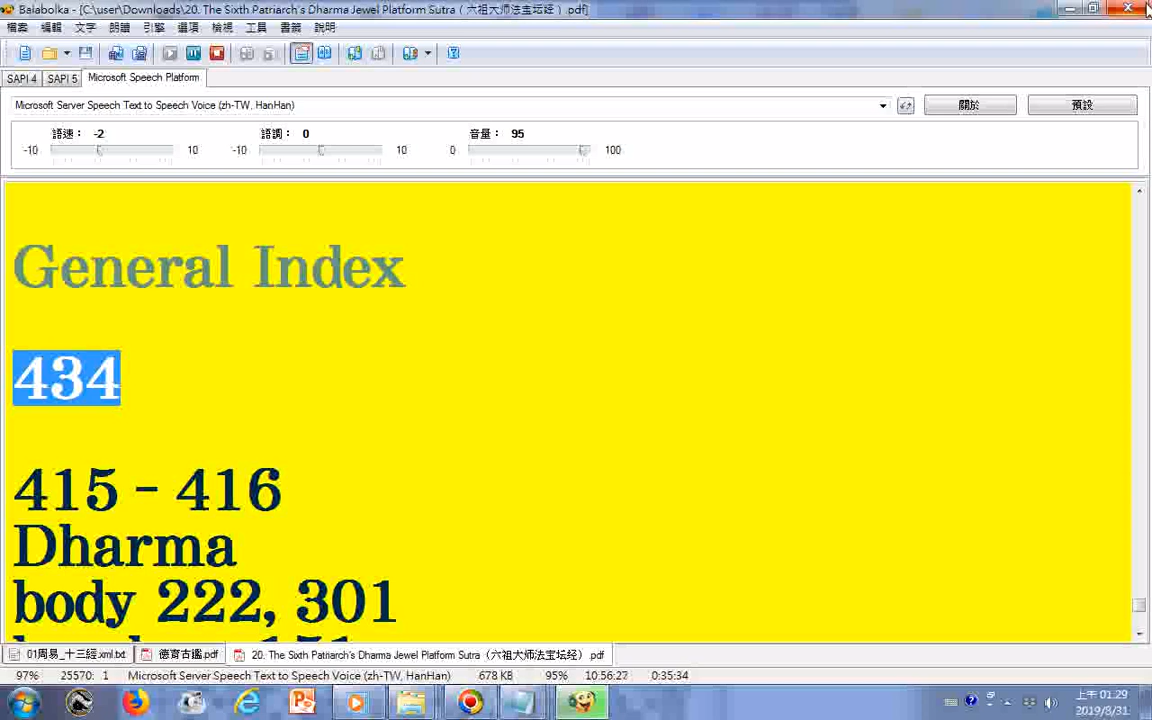 Balabolka - [C:\user\Downloads\20. The Sixth Patriarch's Dharma Jewel Platform Sutra（六祖大师法宝坛经）.pdf]
檔案 編輯 文字 朗讀 引擎 選項 檢視 工具 書籤 說明
SAPI 4 SAPI 5 Microsoft Speech Platform
Microsoft Server Speech Text to Speech Voice (zh-TW, HanHan) 關於 預設
語速： -2 語調： 0 音量： 95
-10 10 -10 10 0 100
General Index
434
415 - 416
Dharma
body 222, 301
01周易_十三經.xml.txt 德育古鑑.pdf 20. The Sixth Patriarch's Dharma Jewel Platform Sutra（六祖大师法宝坛经）.pdf
97% 25570: 1 Microsoft Server Speech Text to Speech Voice (zh-TW, HanHan) 678 KB 95% 10:56:27 0:35:34
上午 01:29
2019/8/31